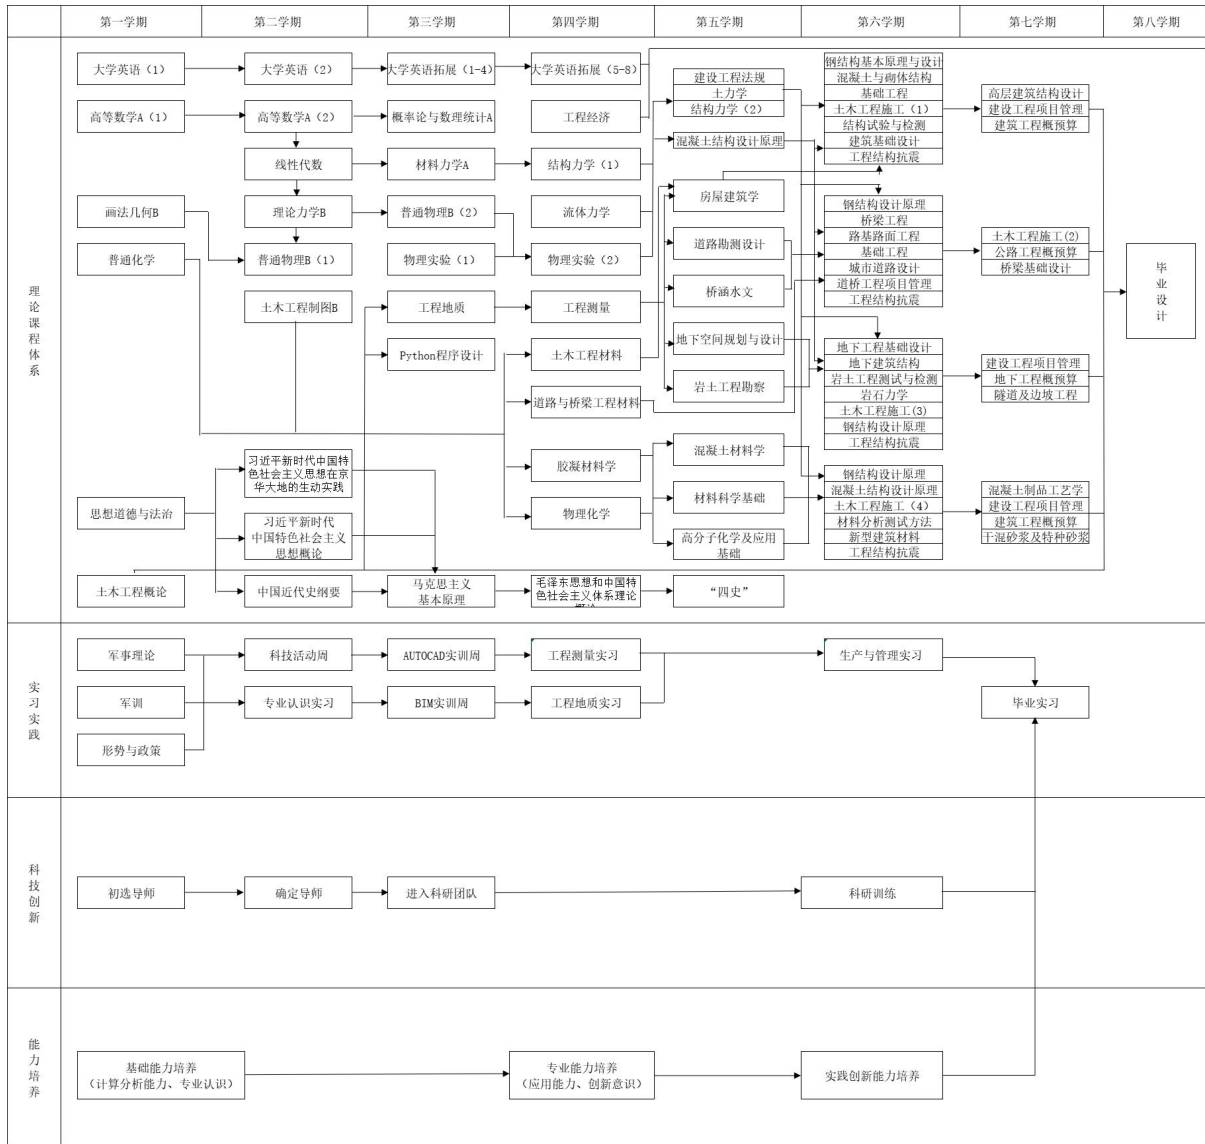 第一学期
第二学期
第三学期
第四学期
第五学期
第六学期
第七学期
第八学期
理论课程体系
大学英语（1）
高等数学A（1）
画法几何B
普通化学
思想道德与法治
土木工程概论
大学英语（2）
高等数学A（2）
线性代数
理论力学B
普通物理B（1）
土木工程制图B
习近平新时代中国特
色社会主义思想在京
华大地的生动实践
习近平新时代
中国特色社会主义
思想概论
中国近代史纲要
大学英语拓展（1-4）
概率论与数理统计A
材料力学A
普通物理B（2）
物理实验（1）
工程地质
Python程序设计
马克思主义
基本原理
大学英语拓展（5-8）
工程经济
结构力学（1）
流体力学
物理实验（2）
工程测量
土木工程材料
道路与桥梁工程材料
胶凝材料学
物理化学
毛泽东思想和中国特
色社会主义体系理论
建设工程法规
土力学
结构力学（2）
混凝土结构设计原理
房屋建筑学
道路勘测设计
桥涵水文
地下空间规划与设计
岩土工程勘察
混凝土材料学
材料科学基础
高分子化学及应用
基础
“四史”
钢结构基本原理与设计
混凝土与砌体结构
基础工程
土木工程施工（1）
结构试验与检测
建筑基础设计
工程结构抗震
钢结构设计原理
桥梁工程
路基路面工程
基础工程
城市道路设计
道桥工程项目管理
工程结构抗震
地下工程基础设计
地下建筑结构
岩土工程测试与检测
岩石力学
土木工程施工(3)
钢结构设计原理
工程结构抗震
钢结构设计原理
混凝土结构设计原理
土木工程施工（4）
材料分析测试方法
新型建筑材料
工程结构抗震
高层建筑结构设计
建设工程项目管理
建筑工程概预算
土木工程施工(2)
公路工程概预算
桥梁基础设计
建设工程项目管理
地下工程概预算
隧道及边坡工程
混凝土制品工艺学
建设工程项目管理
建筑工程概预算
干混砂浆及特种砂浆
毕业设计
实习实践
军事理论
军训
形势与政策
科技活动周
专业认识实习
AUTOCAD实训周
BIM实训周
工程测量实习
工程地质实习
生产与管理实习
毕业实习
科技创新
初选导师
确定导师
进入科研团队
科研训练
能力培养
基础能力培养
（计算分析能力、专业认识）
专业能力培养
（应用能力、创新意识）
实践创新能力培养